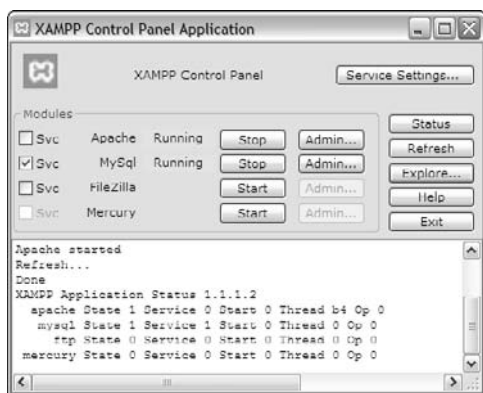 XAMPP Control Panel Application
XAMPP Control Panel
Service Settings...
Modules
Svc Apache Running Stop Admin...
Svc MySql Running Stop Admin...
Svc FileZilla Start Admin...
Svc Mercury Start Admin...
Status
Refresh
Explore...
Help
Exit
Apache started
Refresh...
Done
XAMPP Application Status 1.1.1.2
apache State 1 Service 0 Start 0 Thread b4 Op 0
mysql State 1 Service 1 Start 0 Thread 0 Op 0
ftp State 0 Service 0 Start 0 Thread 0 Op 0
mercury State 0 Service 0 Start 0 Thread 0 Op 0